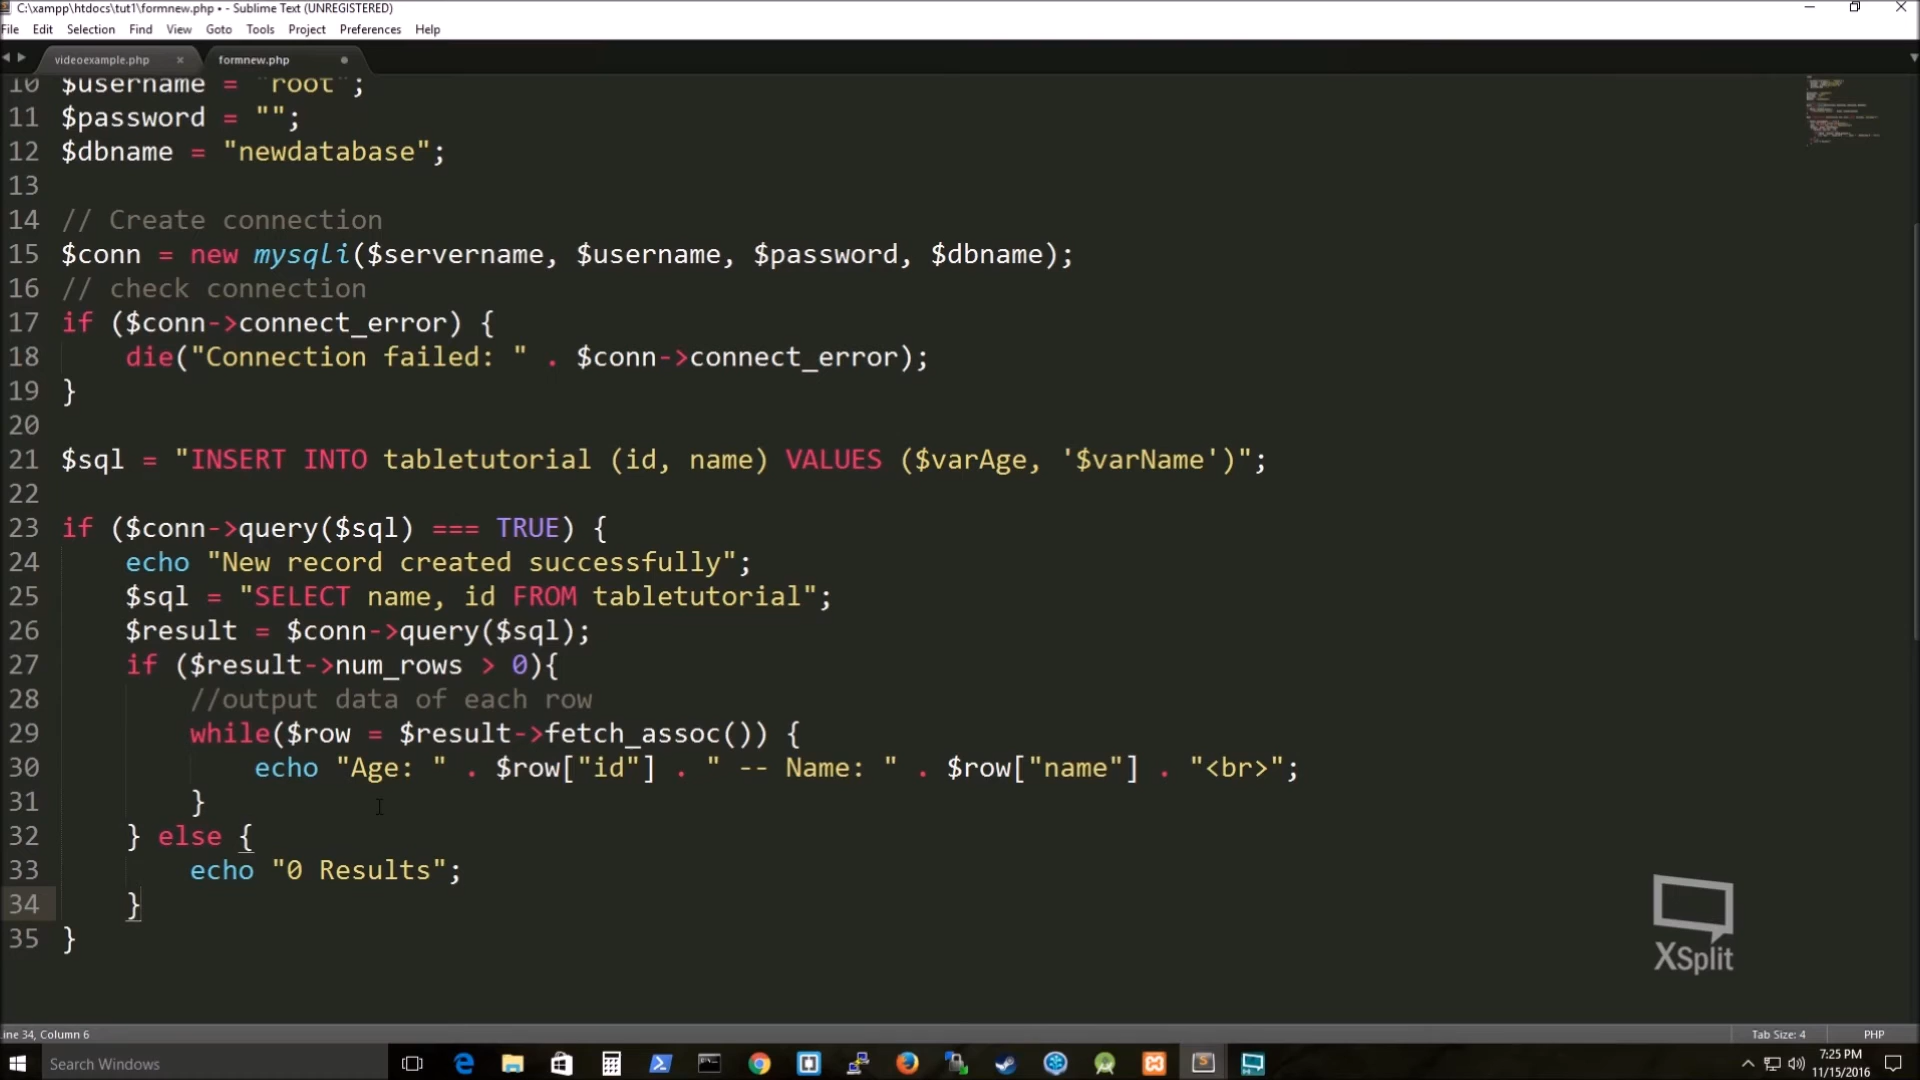 C:\xampp\htdocs\tut1\formnew.php • - Sublime Text (UNREGISTERED)
File Edit Selection Find View Goto Tools Project Preferences Help
videoexample.php × formnew.php
10 $username = "root";
11 $password = "";
12 $dbname = "newdatabase";
13
14 // Create connection
15 $conn = new mysqli($servername, $username, $password, $dbname);
16 // check connection
17 if ($conn->connect_error) {
18 die("Connection failed: " . $conn->connect_error);
19 }
20
21 $sql = "INSERT INTO tabletutorial (id, name) VALUES ($varAge, '$varName')";
22
23 if ($conn->query($sql) === TRUE) {
24 echo "New record created successfully";
25 $sql = "SELECT name, id FROM tabletutorial";
26 $result = $conn->query($sql);
27 if ($result->num_rows > 0){
28 //output data of each row
29 while($row = $result->fetch_assoc()) {
30 echo "Age: " . $row["id"] . " -- Name: " . $row["name"] . "<br>";
31 }
32 } else {
33 echo "0 Results";
34 }
35 }
XSplit
ine 34, Column 6 Tab Size: 4 PHP
Search Windows
7:25 PM
11/15/2016